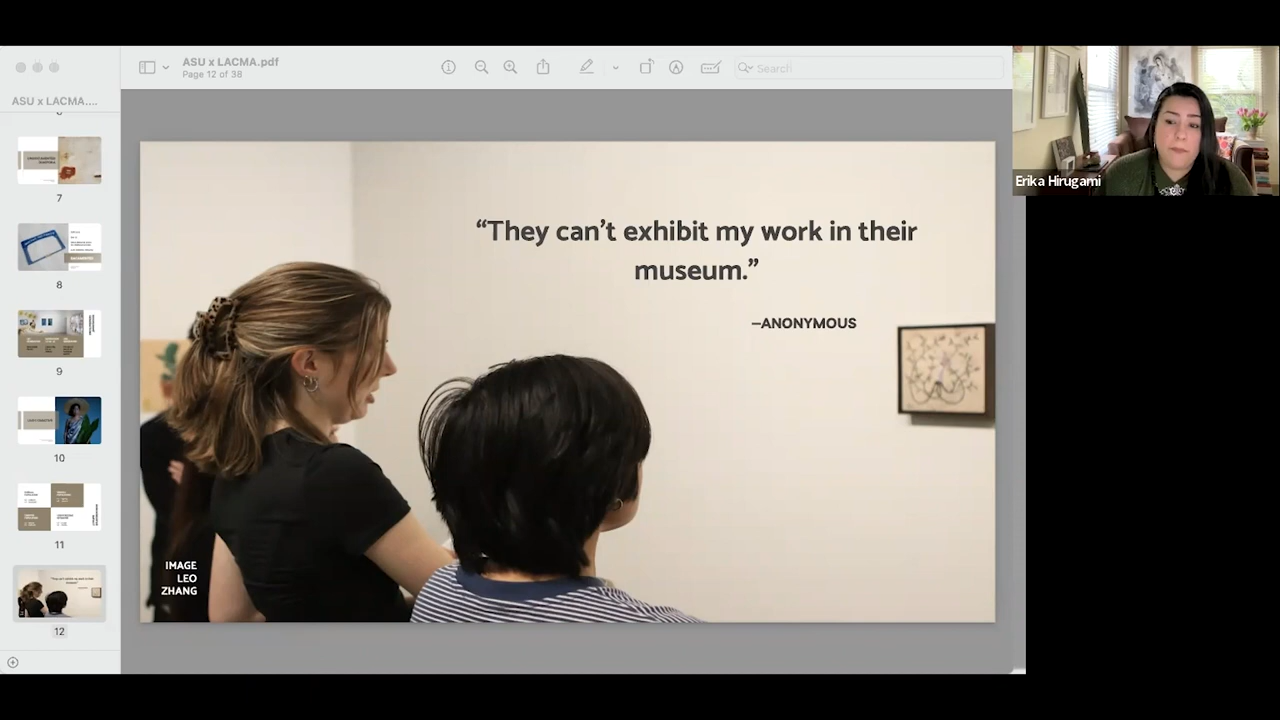 ASU x LACMA.pdf
Page 12 of 38
Search
ASU x LACMA....
7
8
9
10
11
12
“They can’t exhibit my work in their
museum.”
—ANONYMOUS
IMAGE
LEO
ZHANG
Erika Hirugami